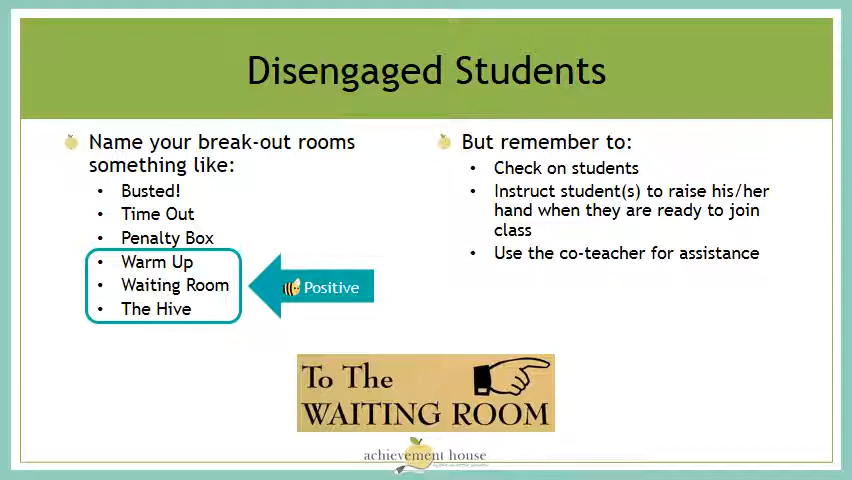 Disengaged Students
Name your break-out rooms
something like:
• Busted!
• Time Out
• Penalty Box
• Warm Up
• Waiting Room
• The Hive
Positive
But remember to:
• Check on students
• Instruct student(s) to raise his/her
hand when they are ready to join
class
• Use the co-teacher for assistance
To The
WAITING ROOM
achievement house